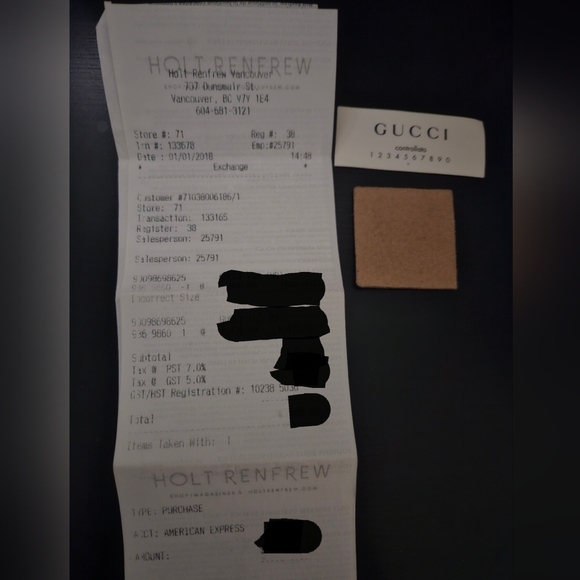 HOLT RENFREW
Holt Renfrew Vancouver
737 Dunsmuir St
Vancouver, BC V7Y 1E4
604-681-3121
Store #: 71 Reg #: 38
Trn #: 133670 Emp:#25791
Date : 01/01/2018 14:48
* Exchange *
Customer #71038006186/1
Store: 71
Transaction: 133165
Register: 38
Salesperson: 25791
Salesperson: 25791
93098698625
Incorrect Size
93098698625
Subtotal
Tax @ PST 7.0%
Tax @ GST 5.0%
GST/HST Registration #: 10238 5038
Total
Items Taken With: 1
HOLT RENFREW
TYPE: PURCHASE
ACCT: AMERICAN EXPRESS
AMOUNT:
GUCCI
controllato
1 2 3 4 5 6 7 8 9 0